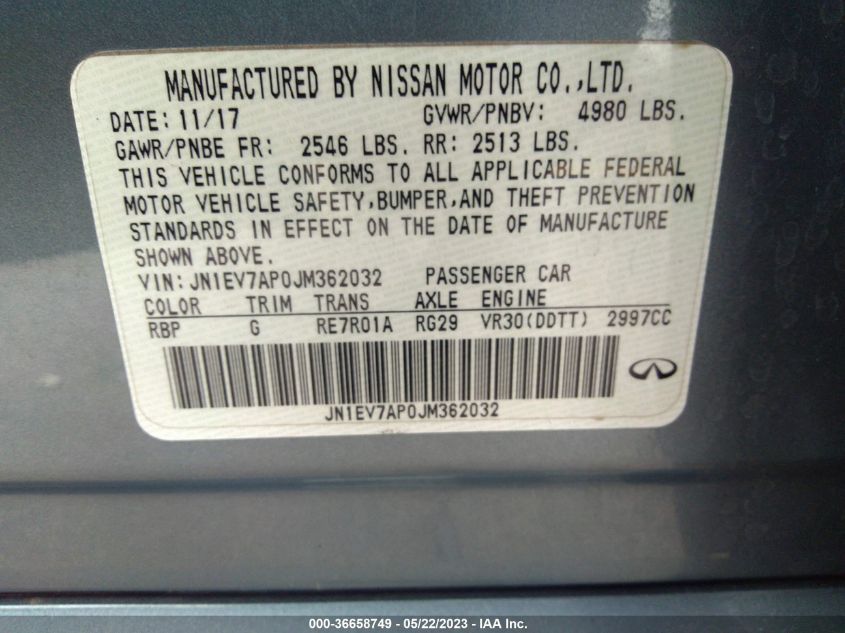 MANUFACTURED BY NISSAN MOTOR CO.,LTD.
DATE: 11/17 GVWR/PNBV: 4980 LBS.
GAWR/PNBE FR: 2546 LBS. RR: 2513 LBS.
THIS VEHICLE CONFORMS TO ALL APPLICABLE FEDERAL
MOTOR VEHICLE SAFETY,BUMPER,AND THEFT PREVENTION
STANDARDS IN EFFECT ON THE DATE OF MANUFACTURE
SHOWN ABOVE.
VIN:JN1EV7AP0JM362032 PASSENGER CAR
COLOR TRIM TRANS AXLE ENGINE
RBP G RE7R01A RG29 VR30(DDTT) 2997CC
JN1EV7AP0JM362032
000-36658749 - 05/22/2023 - IAA Inc.